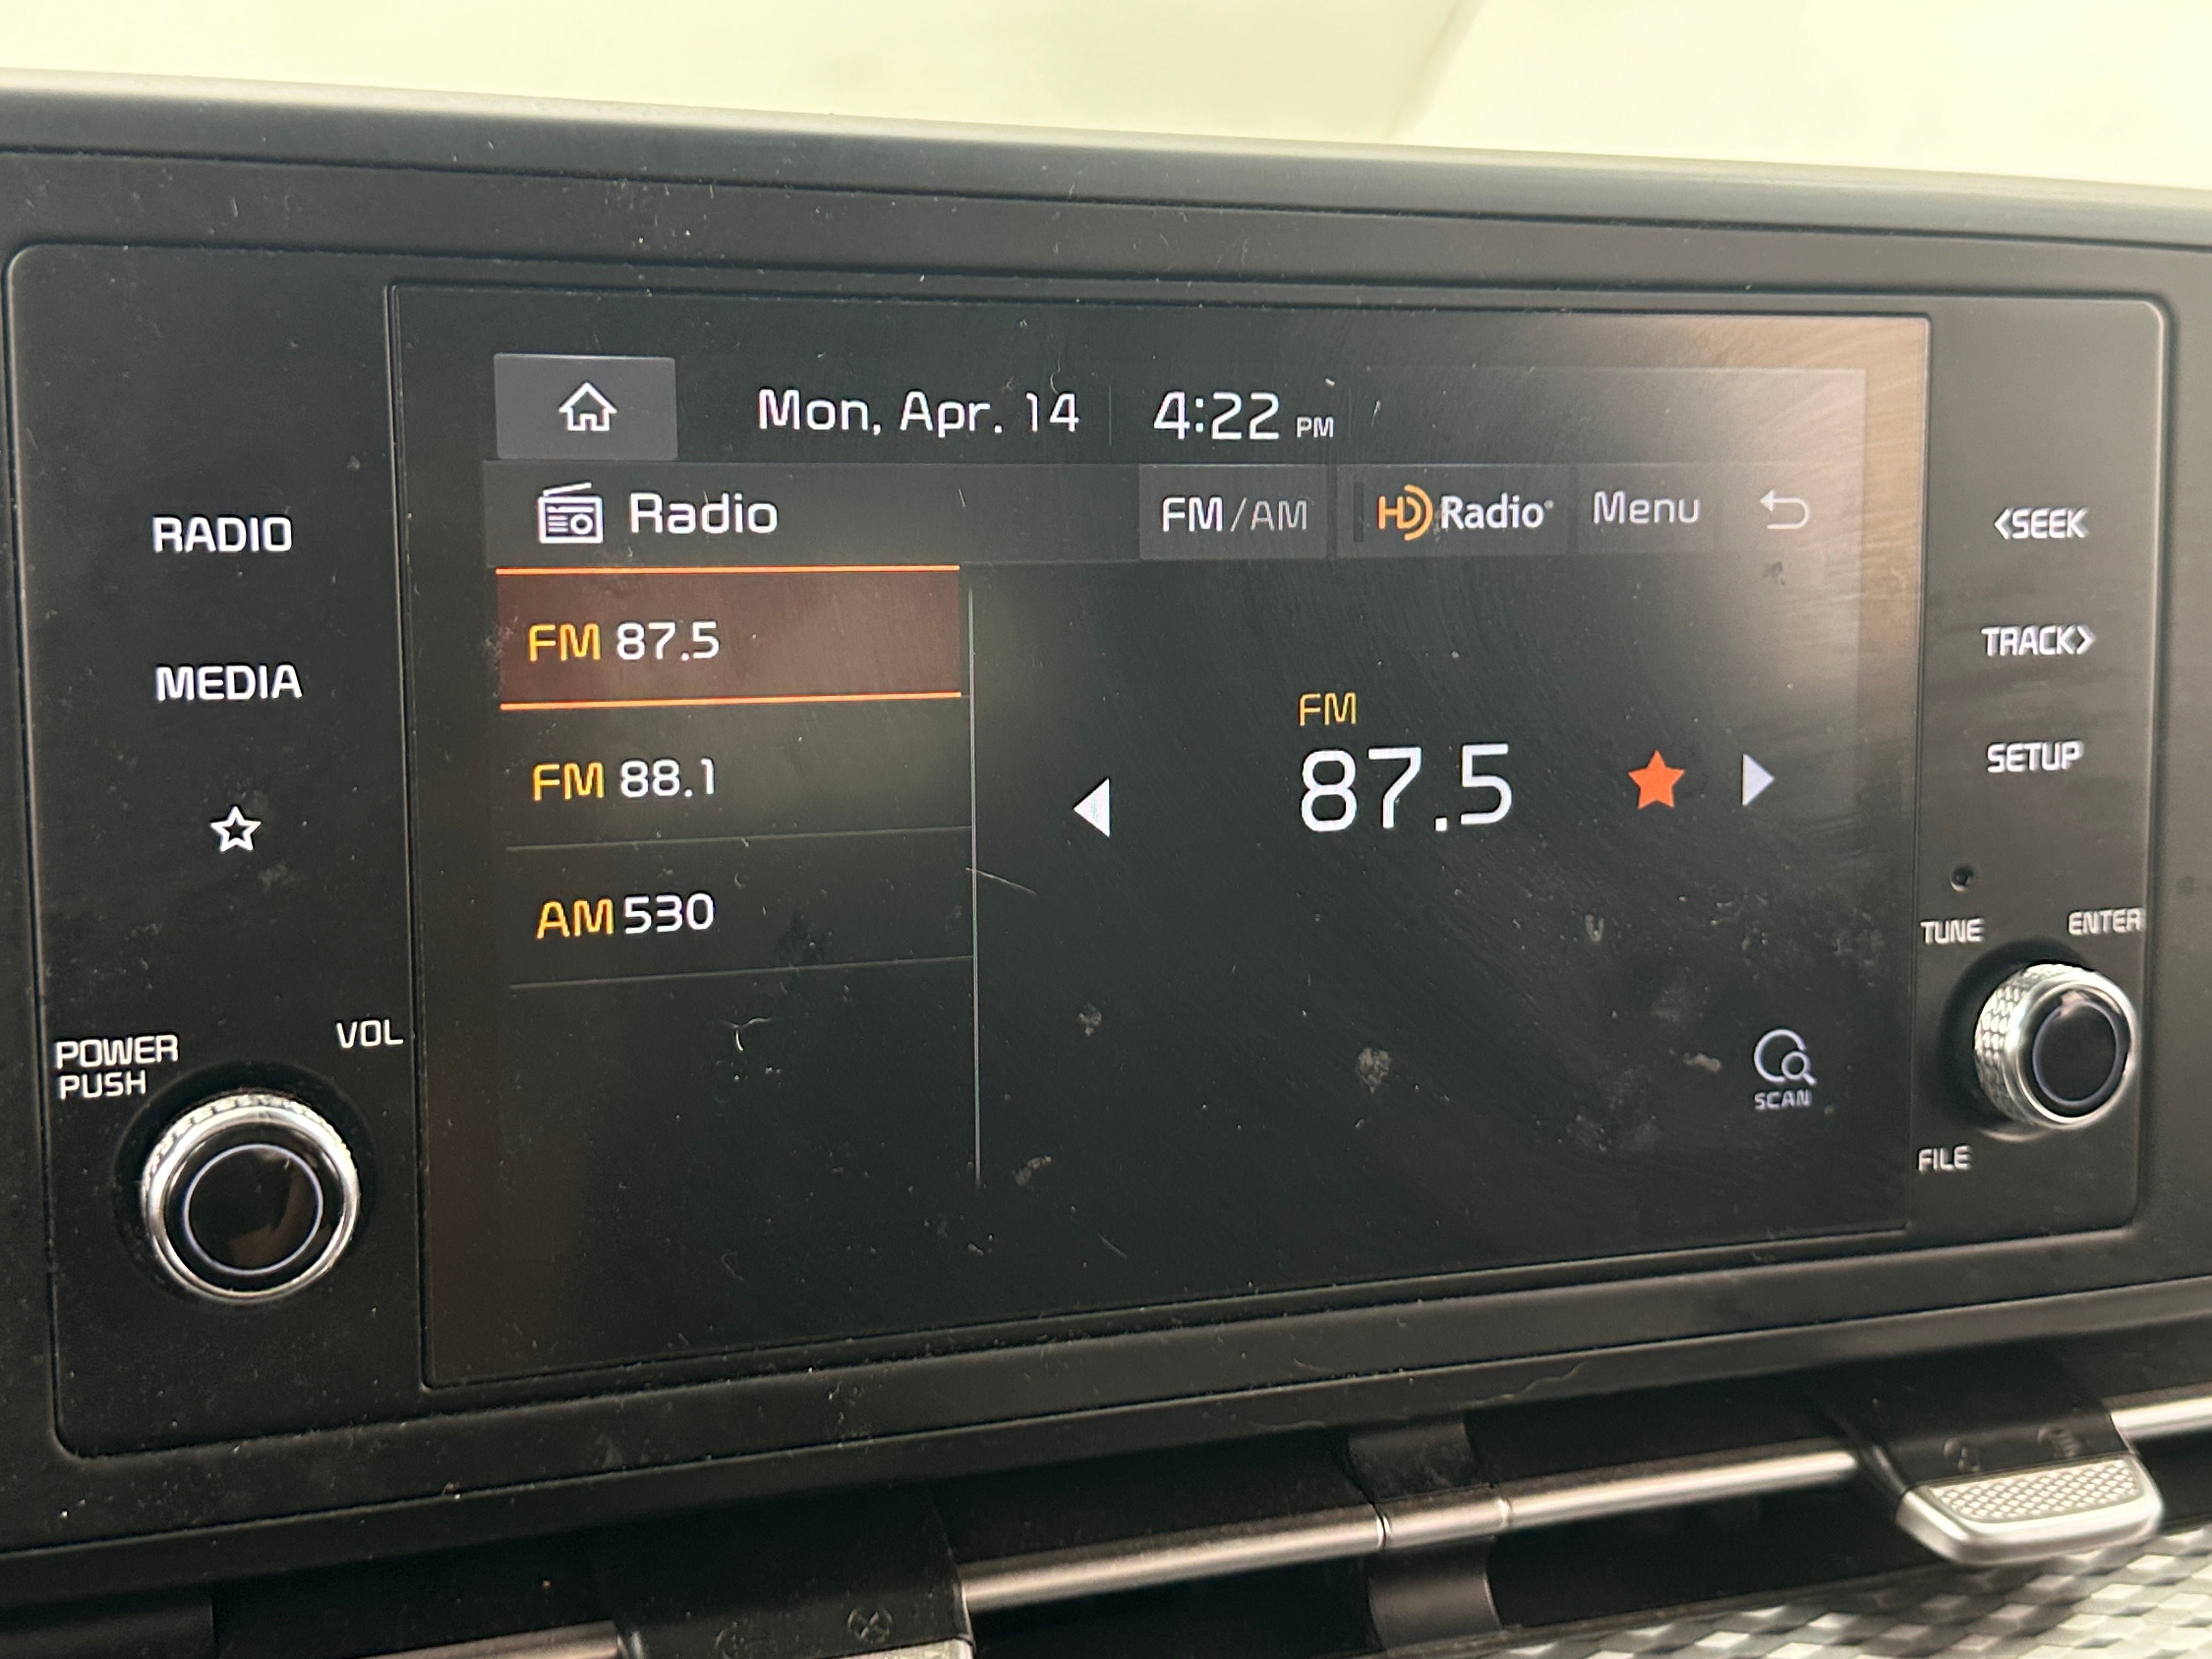 Mon, Apr. 14 4:22 PM
Radio FM/AM HD Radio® Menu
RADIO
MEDIA
FM 87.5
FM 88.1
AM 530
FM
87.5
SCAN
<SEEK
TRACK>
SETUP
TUNE ENTER
FILE
POWER VOL
PUSH